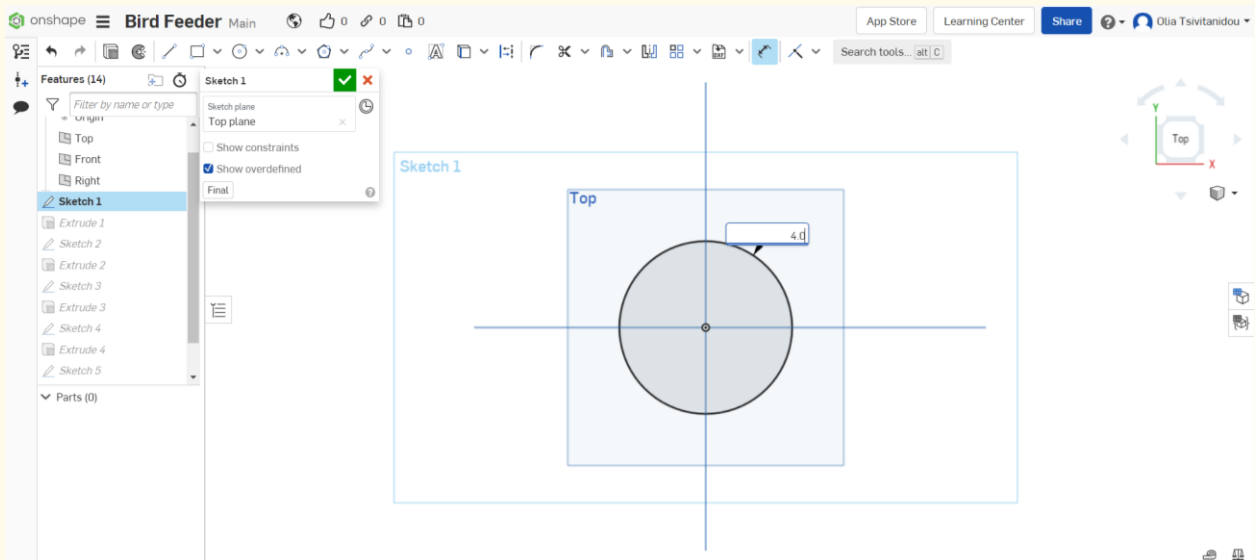 onshape Bird Feeder Main 0 0 0 App Store Learning Center Share Olia Tsivitanidou
Search tools... alt C
Features (14)
Filter by name or type
Origin
Top
Front
Right
Sketch 1
Extrude 1
Sketch 2
Extrude 2
Sketch 3
Extrude 3
Sketch 4
Extrude 4
Sketch 5
Parts (0)
Sketch 1
Sketch plane
Top plane
Show constraints
Show overdefined
Final
Sketch 1
Top
4.0
Y
Top
X